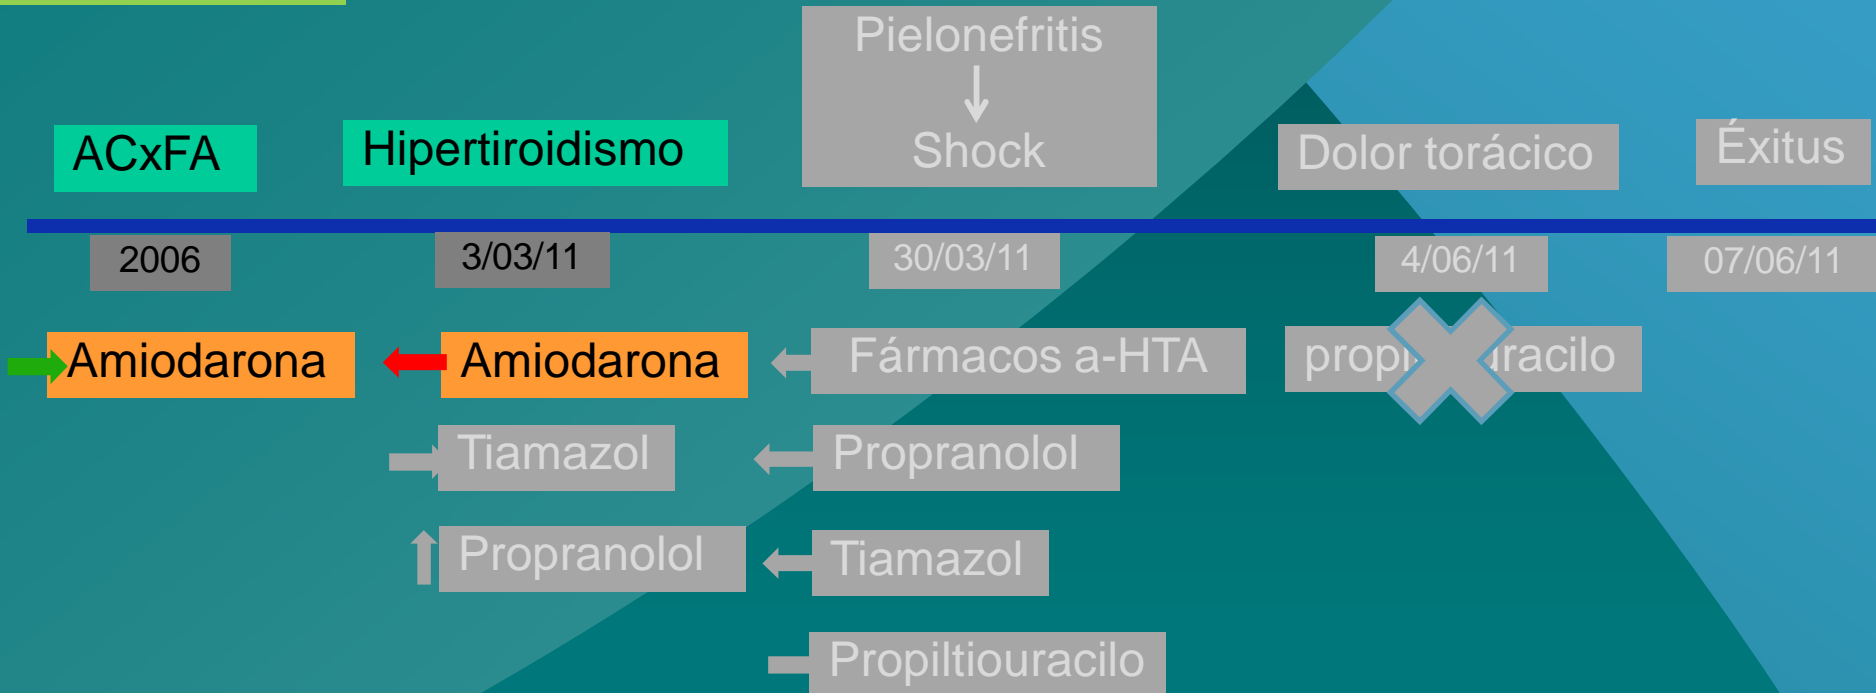 Pielonefritis
Shock
ACxFA
Hipertiroidismo
Dolor torácico
Éxitus
2006
3/03/11
30/03/11
4/06/11
07/06/11
Amiodarona
Amiodarona
Fármacos a-HTA
Tiamazol
Propranolol
Propranolol
Tiamazol
Propiltiouracilo